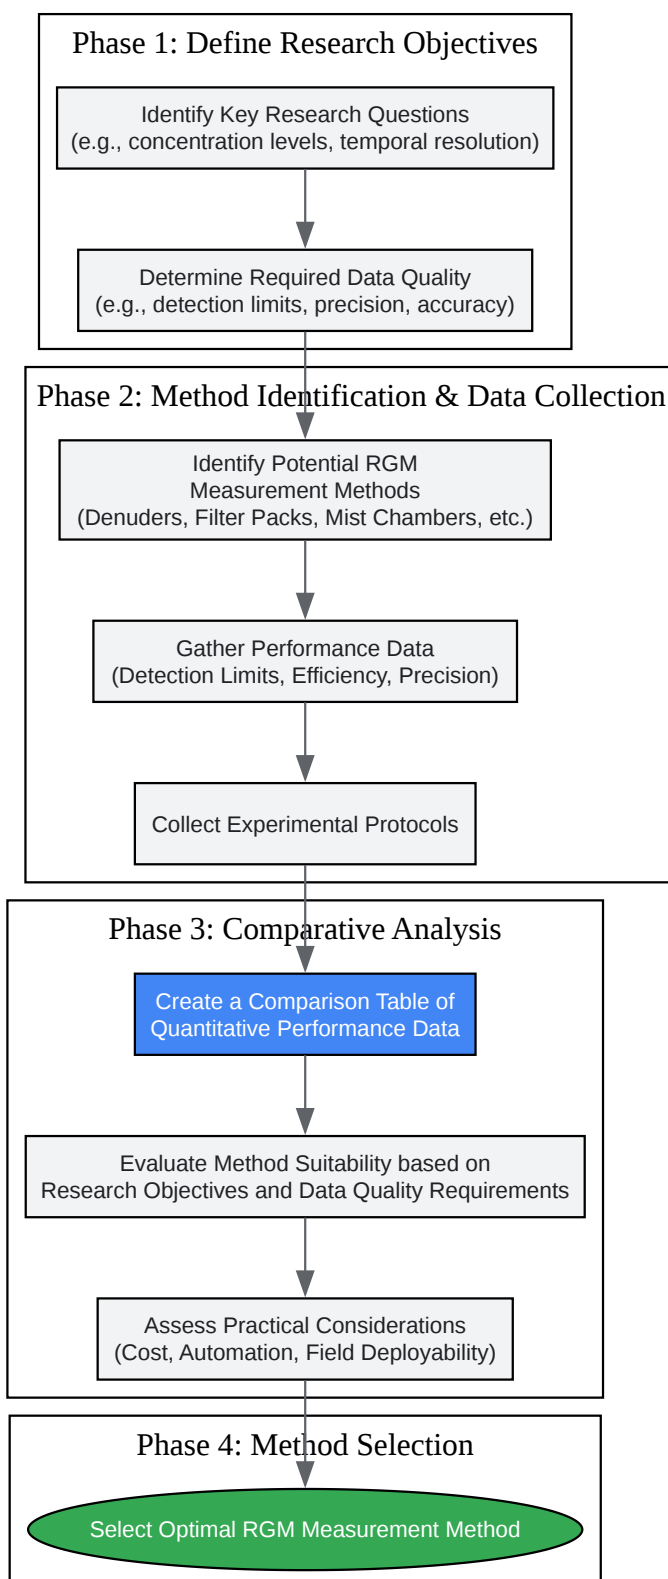 Phase 1: Define Research Objectives
Identify Key Research Questions
(e.g., concentration levels, temporal resolution)
Determine Required Data Quality
(e.g., detection limits, precision, accuracy)
Phase 2: Method Identification & Data Collection
Identify Potential RGM
Measurement Methods
(Denuders, Filter Packs, Mist Chambers, etc.)
Gather Performance Data
(Detection Limits, Efficiency, Precision)
Collect Experimental Protocols
Phase 3: Comparative Analysis
Create a Comparison Table of
Quantitative Performance Data
Evaluate Method Suitability based on
Research Objectives and Data Quality Requirements
Assess Practical Considerations
(Cost, Automation, Field Deployability)
Phase 4: Method Selection
Select Optimal RGM Measurement Method